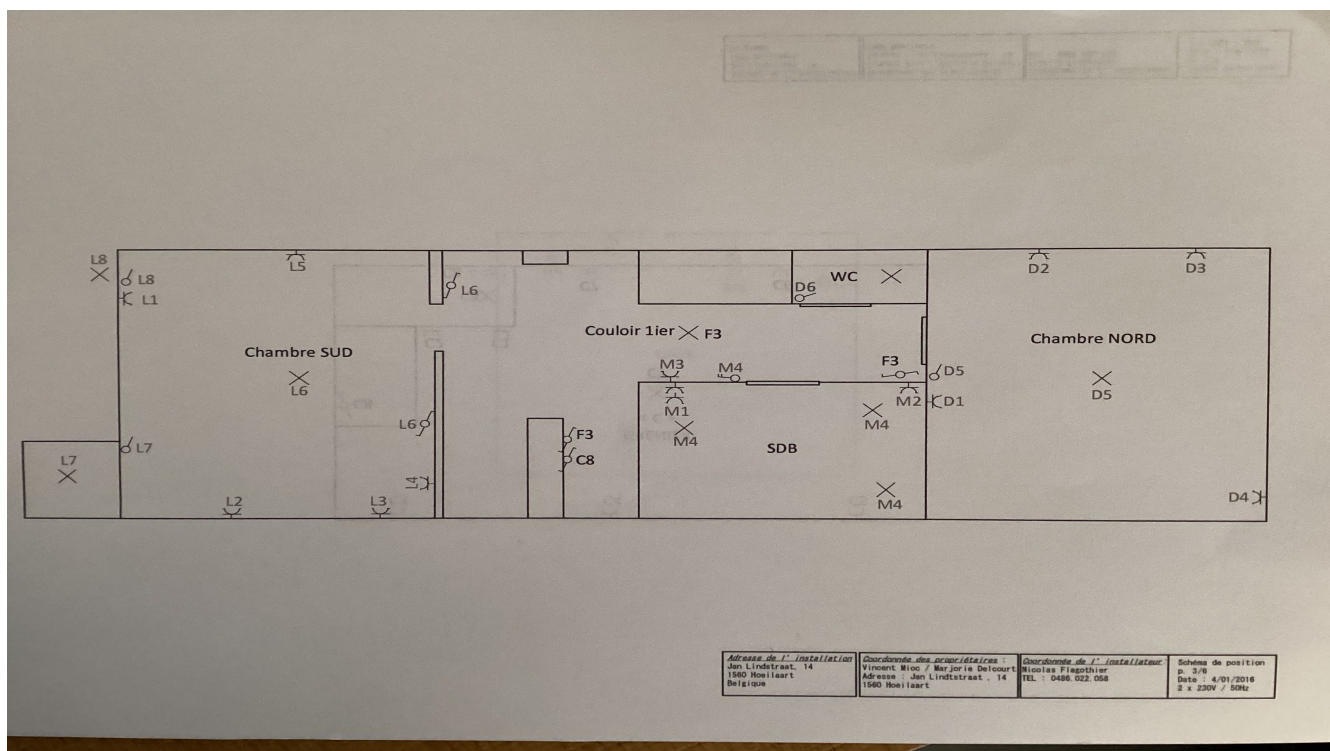 L8
L8
L1
L5
L6
D6
WC
D2
D3
Couloir 1ier
F3
Chambre SUD
L6
Chambre NORD
M3
M4
F3
D5
D5
M1
M2
D1
M4
M4
L6
SDB
F3
C8
L7
L7
L4
L2
L3
M4
D4
Adresse de l' installation
Jan Lindstraat, 14
1560 Hoeilaart
Belgique
Coordonnée des propriétaires :
Vincent Mioc / Marjorie Delcourt
Adresse : Jan Lindtstraat , 14
1560 Hoeilaart
Coordonnée de l' installateur
Nicolas Flagothier
TEL : 0486.022.058
Schéma de position
p. 3/6
Date : 4/01/2016
2 x 230V / 50Hz